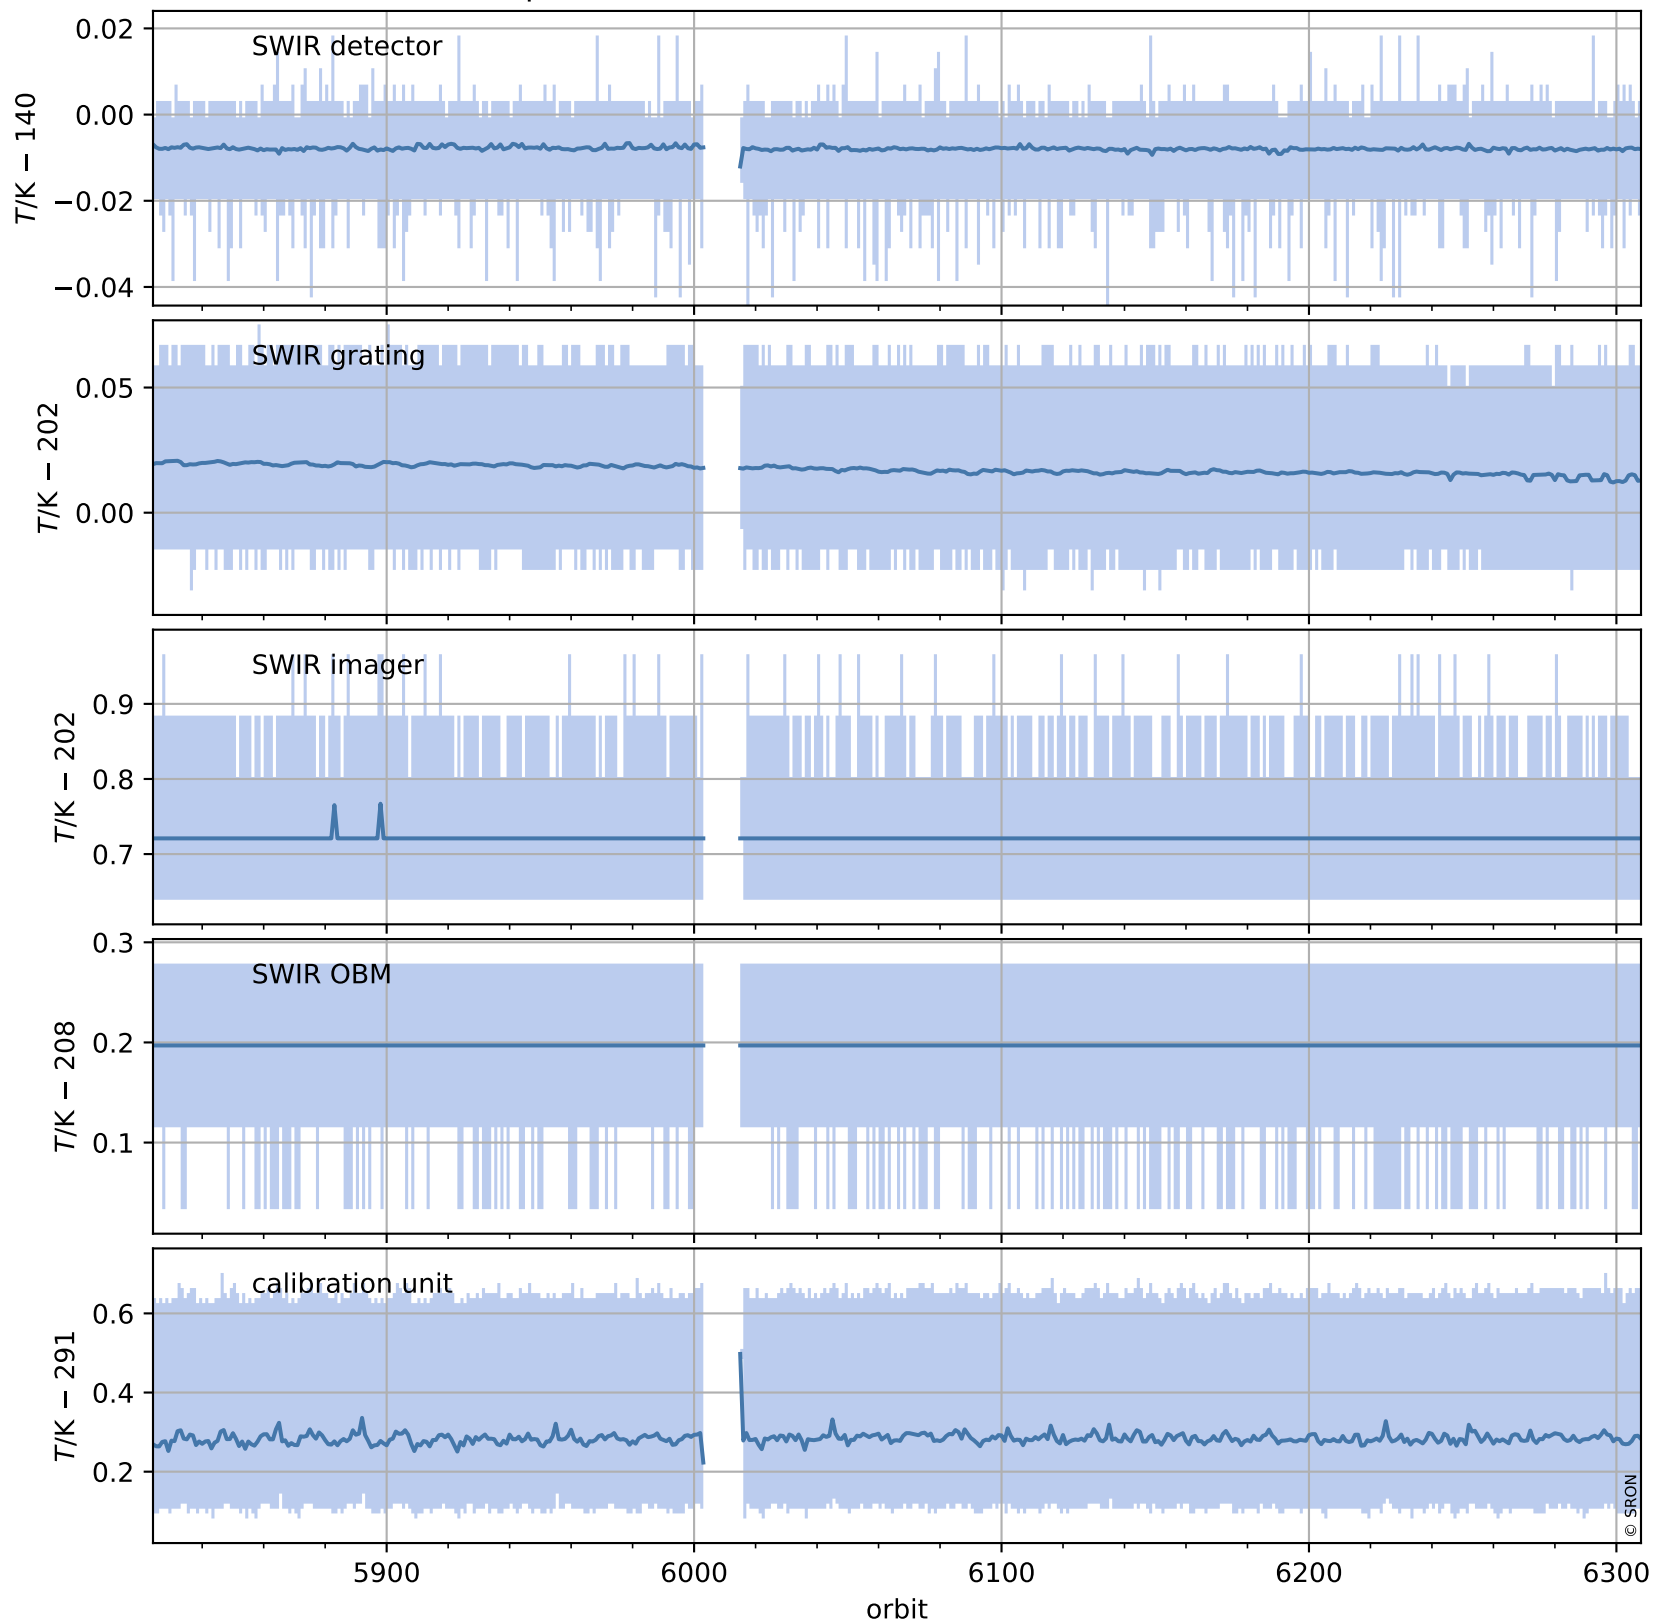 0.02
SWIR detector
0.00
−0.02
−0.04
T/K − 140
SWIR grating
0.05
0.00
T/K − 202
SWIR imager
0.9
0.8
0.7
T/K − 202
0.3
SWIR OBM
0.2
0.1
T/K − 208
calibration unit
0.6
0.4
0.2
T/K − 291
© SRON
5900 6000 6100 6200 6300
orbit